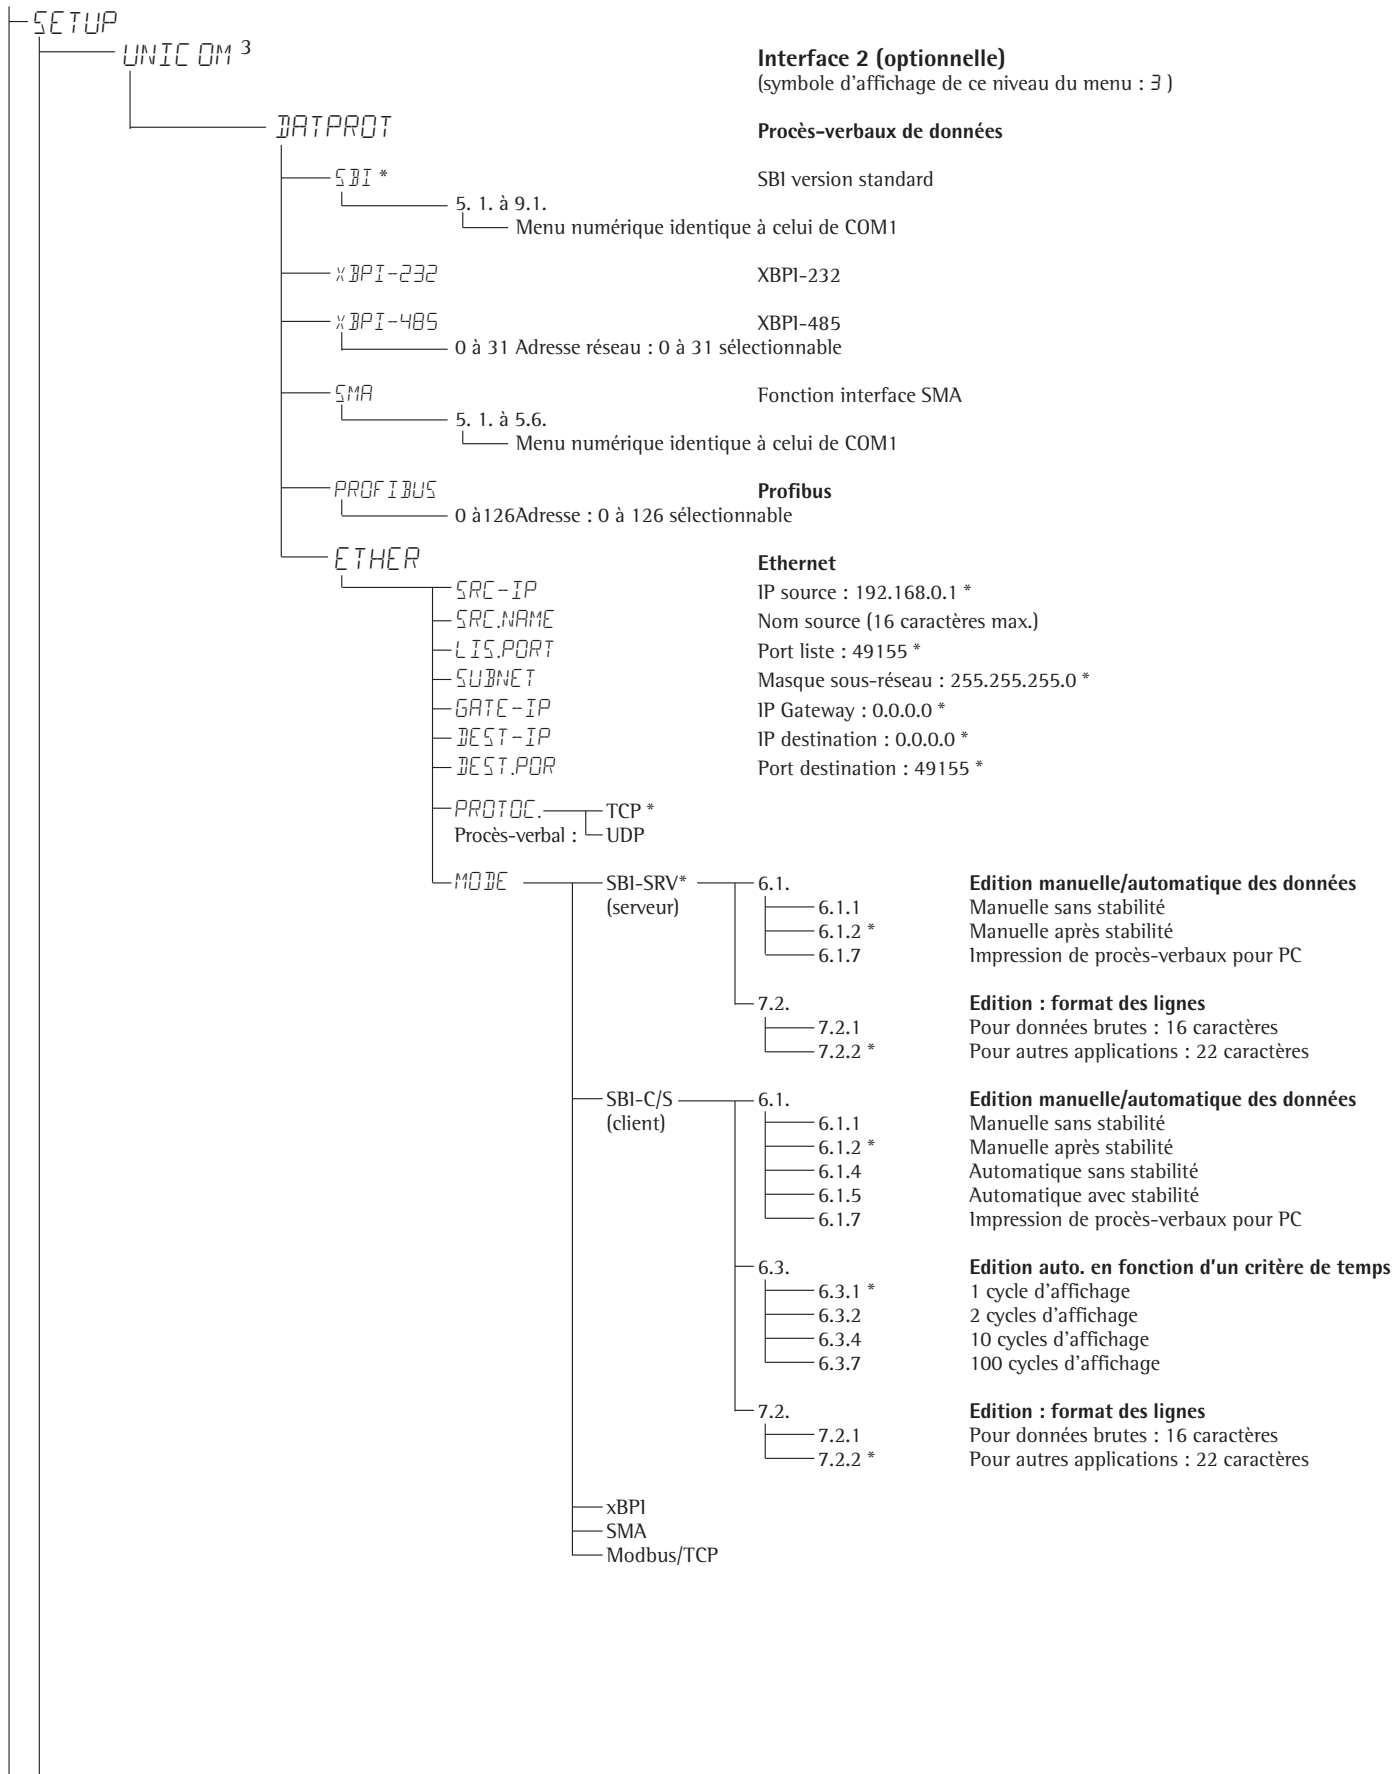 SETUP
UNICOM 3 Interface 2 (optionnelle)
(symbole d'affichage de ce niveau du menu : 3 )
DATPROT Procès-verbaux de données
SBI * SBI version standard
5. 1. à 9.1.
Menu numérique identique à celui de COM1
XBPI-232 XBPI-232
XBPI-485 XBPI-485
0 à 31 Adresse réseau : 0 à 31 sélectionnable
SMA Fonction interface SMA
5. 1. à 5.6.
Menu numérique identique à celui de COM1
PROFIBUS Profibus
0 à126Adresse : 0 à 126 sélectionnable
ETHER Ethernet
SRC-IP IP source : 192.168.0.1 *
SRC.NAME Nom source (16 caractères max.)
LIS.PORT Port liste : 49155 *
SUBNET Masque sous-réseau : 255.255.255.0 *
GATE-IP IP Gateway : 0.0.0.0 *
DEST-IP IP destination : 0.0.0.0 *
DEST.POR Port destination : 49155 *
PROTOC. TCP *
Procès-verbal : UDP
MODE SBI-SRV* 6.1. Edition manuelle/automatique des données
(serveur) 6.1.1 Manuelle sans stabilité
6.1.2 * Manuelle après stabilité
6.1.7 Impression de procès-verbaux pour PC
7.2. Edition : format des lignes
7.2.1 Pour données brutes : 16 caractères
7.2.2 * Pour autres applications : 22 caractères
SBI-C/S 6.1. Edition manuelle/automatique des données
(client) 6.1.1 Manuelle sans stabilité
6.1.2 * Manuelle après stabilité
6.1.4 Automatique sans stabilité
6.1.5 Automatique avec stabilité
6.1.7 Impression de procès-verbaux pour PC
6.3. Edition auto. en fonction d'un critère de temps
6.3.1 * 1 cycle d'affichage
6.3.2 2 cycles d'affichage
6.3.4 10 cycles d'affichage
6.3.7 100 cycles d'affichage
7.2. Edition : format des lignes
7.2.1 Pour données brutes : 16 caractères
7.2.2 * Pour autres applications : 22 caractères
xBPI
SMA
Modbus/TCP